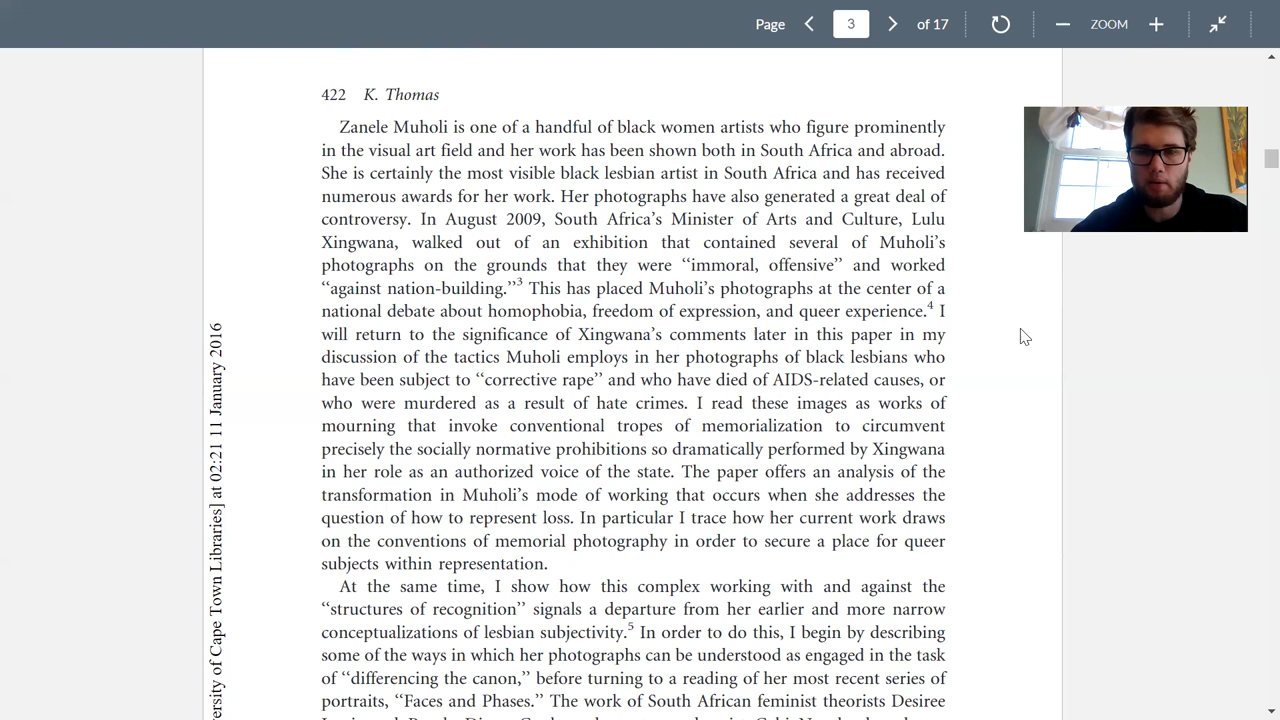 Page 3 of 17 ZOOM
422 K. Thomas
Zanele Muholi is one of a handful of black women artists who figure prominently
in the visual art field and her work has been shown both in South Africa and abroad.
She is certainly the most visible black lesbian artist in South Africa and has received
numerous awards for her work. Her photographs have also generated a great deal of
controversy. In August 2009, South Africa's Minister of Arts and Culture, Lulu
Xingwana, walked out of an exhibition that contained several of Muholi's
photographs on the grounds that they were ‘‘immoral, offensive’’ and worked
‘‘against nation-building.’’3 This has placed Muholi's photographs at the center of a
national debate about homophobia, freedom of expression, and queer experience.4 I
will return to the significance of Xingwana's comments later in this paper in my
discussion of the tactics Muholi employs in her photographs of black lesbians who
have been subject to ‘‘corrective rape’’ and who have died of AIDS-related causes, or
who were murdered as a result of hate crimes. I read these images as works of
mourning that invoke conventional tropes of memorialization to circumvent
precisely the socially normative prohibitions so dramatically performed by Xingwana
in her role as an authorized voice of the state. The paper offers an analysis of the
transformation in Muholi's mode of working that occurs when she addresses the
question of how to represent loss. In particular I trace how her current work draws
on the conventions of memorial photography in order to secure a place for queer
subjects within representation.
At the same time, I show how this complex working with and against the
‘‘structures of recognition’’ signals a departure from her earlier and more narrow
conceptualizations of lesbian subjectivity.5 In order to do this, I begin by describing
some of the ways in which her photographs can be understood as engaged in the task
of ‘‘differencing the canon,’’ before turning to a reading of her most recent series of
portraits, ‘‘Faces and Phases.’’ The work of South African feminist theorists Desiree
versity of Cape Town Libraries] at 02:21 11 January 2016